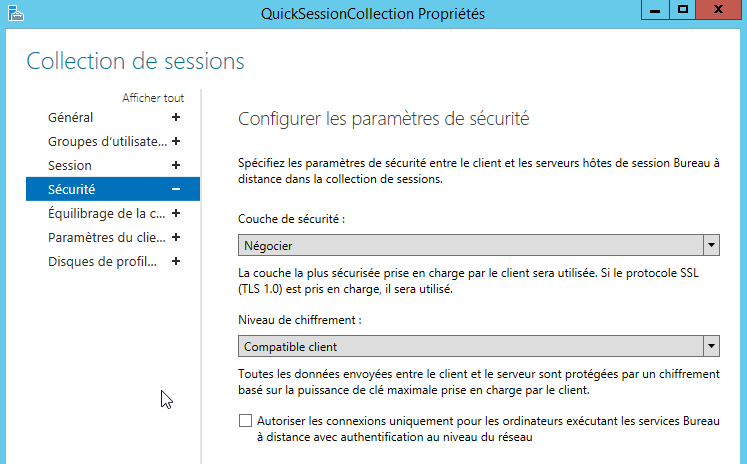 QuickSessionCollection Propriétés
Collection de sessions
Afficher tout
Général +
Groupes d'utilisate... +
Session +
Sécurité –
Équilibrage de la c... +
Paramètres du clie... +
Disques de profil... +
Configurer les paramètres de sécurité
Spécifiez les paramètres de sécurité entre le client et les serveurs hôtes de session Bureau à
distance dans la collection de sessions.
Couche de sécurité :
Négocier
La couche la plus sécurisée prise en charge par le client sera utilisée. Si le protocole SSL
(TLS 1.0) est pris en charge, il sera utilisé.
Niveau de chiffrement :
Compatible client
Toutes les données envoyées entre le client et le serveur sont protégées par un chiffrement
basé sur la puissance de clé maximale prise en charge par le client.
Autoriser les connexions uniquement pour les ordinateurs exécutant les services Bureau
à distance avec authentification au niveau du réseau